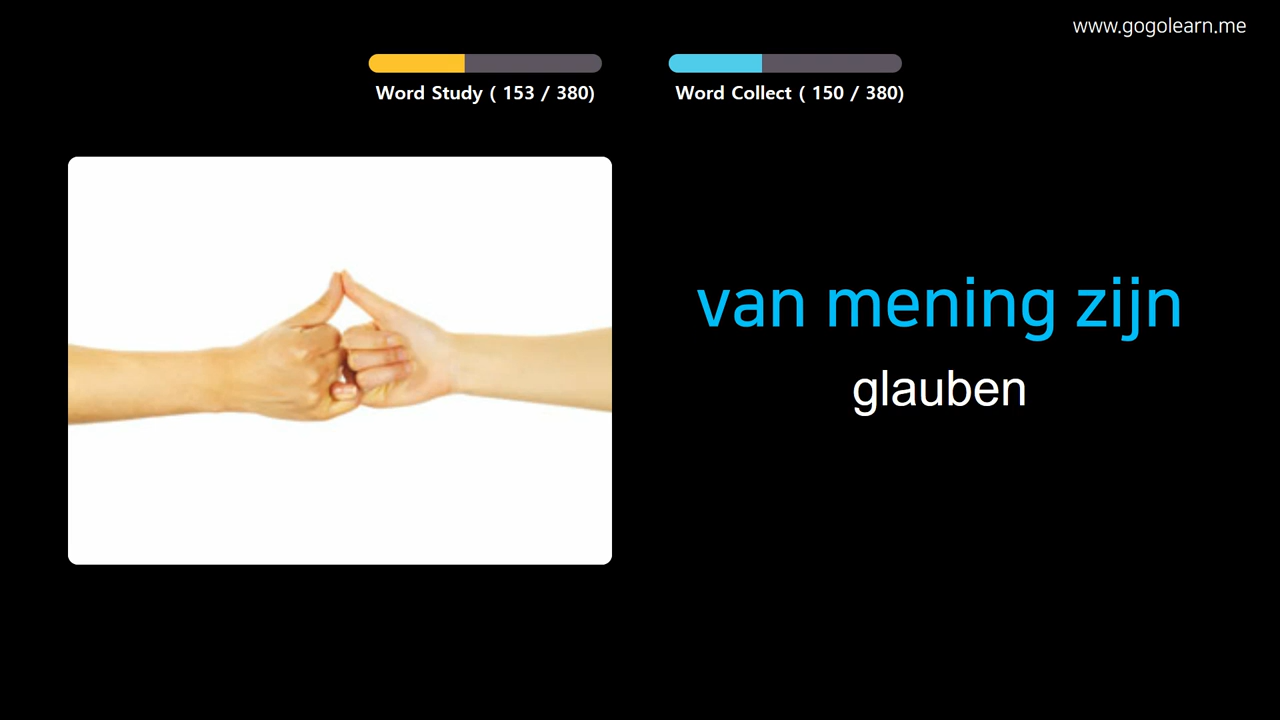 www.gogolearn.me
Word Study ( 153 / 380)
Word Collect ( 150 / 380)
van mening zijn
glauben